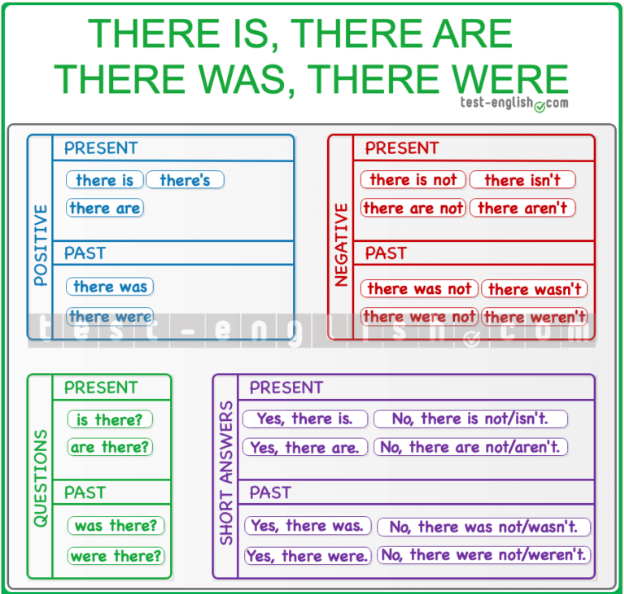 THERE IS, THERE ARE
THERE WAS, THERE WERE
test-english.com
POSITIVE
PRESENT
there is there's
there are
PAST
there was
there were
NEGATIVE
PRESENT
there is not there isn't
there are not there aren't
PAST
there was not there wasn't
there were not there weren't
test-english.com
QUESTIONS
PRESENT
is there?
are there?
PAST
was there?
were there?
SHORT ANSWERS
PRESENT
Yes, there is. No, there is not/isn't.
Yes, there are. No, there are not/aren't.
PAST
Yes, there was. No, there was not/wasn't.
Yes, there were. No, there were not/weren't.